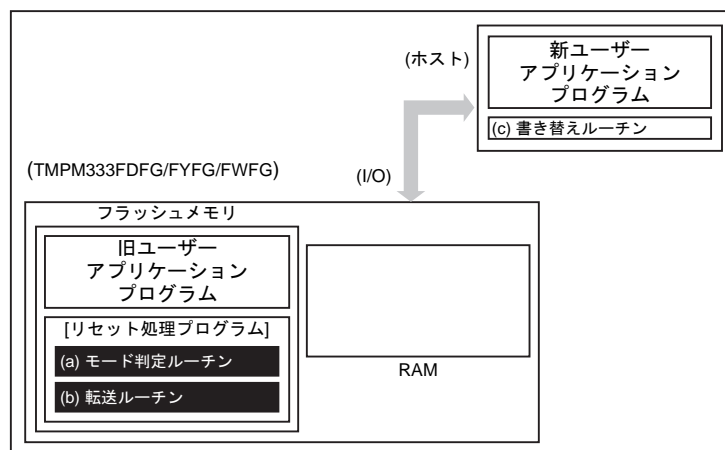 (ホスト)
新ユーザー
アプリケーション
プログラム
(c) 書き替えルーチン
(TMPM333FDFG/FYFG/FWFG)
(I/O)
フラッシュメモリ
旧ユーザー
アプリケーション
プログラム
[リセット処理プログラム]
(a) モード判定ルーチン
(b) 転送ルーチン
RAM